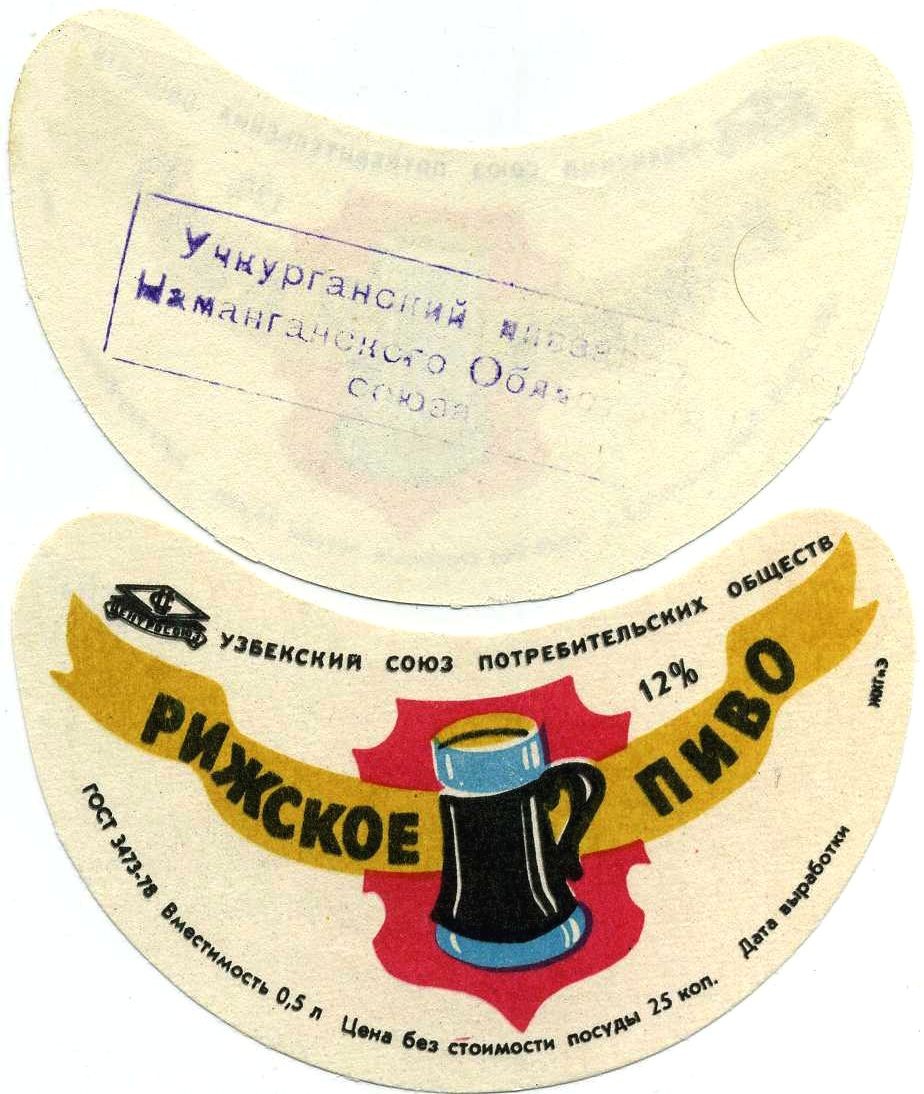 Учкурганский
Наманганского
союза
ЦЕНТРОСОЮЗ
УЗБЕКСКИЙ СОЮЗ ПОТРЕБИТЕЛЬСКИХ ОБЩЕСТВ
12%
РИЖСКОЕ ПИВО
ГОСТ 3473-78 Вместимость 0,5 л Цена без стоимости посуды 25 коп. Дата выработки